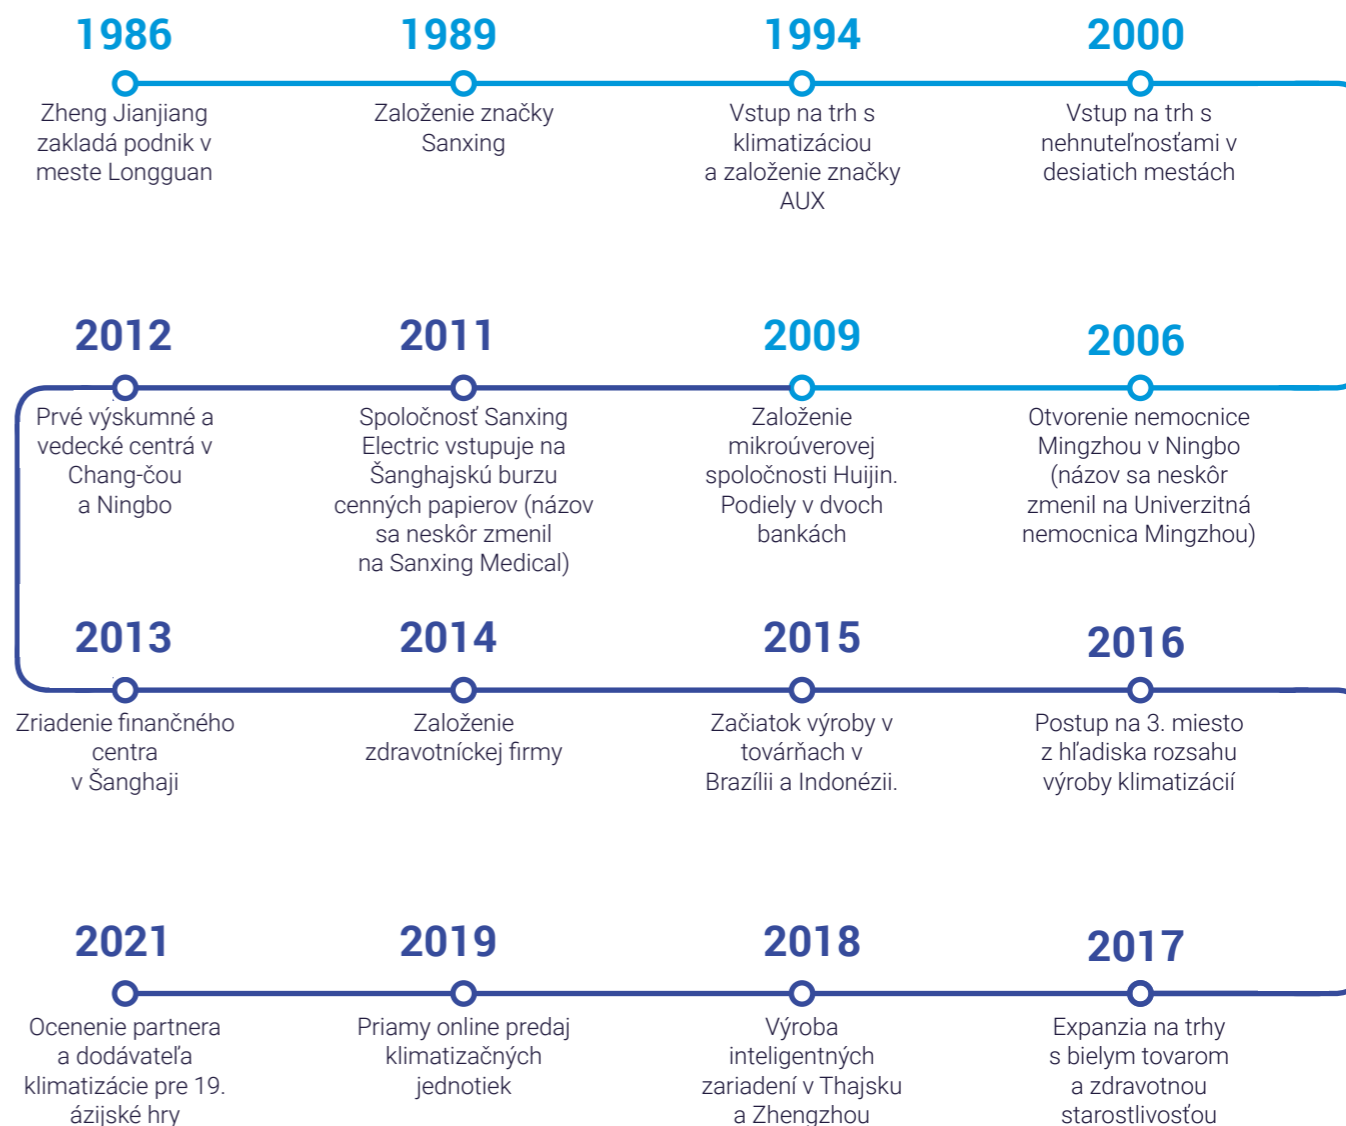 1986
Zheng Jianjiang
zakladá podnik v
meste Longguan
1989
Založenie značky
Sanxing
1994
Vstup na trh s
klimatizáciou
a založenie značky
AUX
2000
Vstup na trh s
nehnuteľnosťami v
desiatich mestách
2006
Otvorenie nemocnice
Mingzhou v Ningbo
(názov sa neskôr
zmenil na Univerzitná
nemocnica Mingzhou)
2009
Založenie
mikroúverovej
spoločnosti Huijin.
Podiely v dvoch
bankách
2011
Spoločnosť Sanxing
Electric vstupuje na
Šanghajskú burzu
cenných papierov (názov
sa neskôr zmenil
na Sanxing Medical)
2012
Prvé výskumné a
vedecké centrá v
Chang-čou
a Ningbo
2013
Zriadenie finančného
centra
v Šanghaji
2014
Založenie
zdravotníckej firmy
2015
Začiatok výroby v
továrňach v
Brazílii a Indonézii.
2016
Postup na 3. miesto
z hľadiska rozsahu
výroby klimatizácií
2017
Expanzia na trhy
s bielym tovarom
a zdravotnou
starostlivosťou
2018
Výroba
inteligentných
zariadení v Thajsku
a Zhengzhou
2019
Priamy online predaj
klimatizačných
jednotiek
2021
Ocenenie partnera
a dodávateľa
klimatizácie pre 19.
ázijské hry